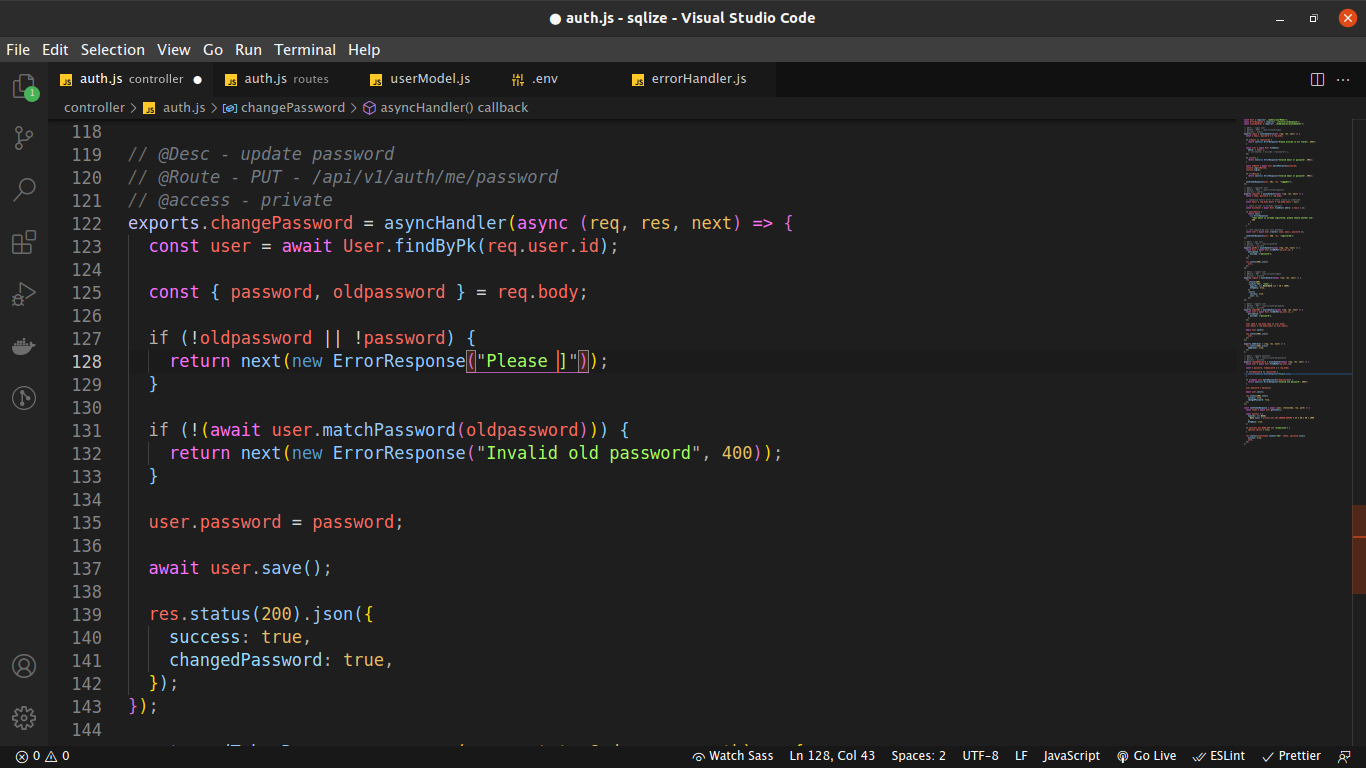 auth.js - sqlize - Visual Studio Code
File Edit Selection View Go Run Terminal Help
auth.js controller
auth.js routes
userModel.js
.env
errorHandler.js
controller > auth.js > changePassword > asyncHandler() callback
118
119 // @Desc - update password
120 // @Route - PUT - /api/v1/auth/me/password
121 // @access - private
122 exports.changePassword = asyncHandler(async (req, res, next) => {
123 const user = await User.findByPk(req.user.id);
124
125 const { password, oldpassword } = req.body;
126
127 if (!oldpassword || !password) {
128 return next(new ErrorResponse("Please ]"));
129 }
130
131 if (!(await user.matchPassword(oldpassword))) {
132 return next(new ErrorResponse("Invalid old password", 400));
133 }
134
135 user.password = password;
136
137 await user.save();
138
139 res.status(200).json({
140 success: true,
141 changedPassword: true,
142 });
143 });
144
1
0 0
Watch Sass
Ln 128, Col 43
Spaces: 2
UTF-8
LF
JavaScript
Go Live
ESLint
Prettier